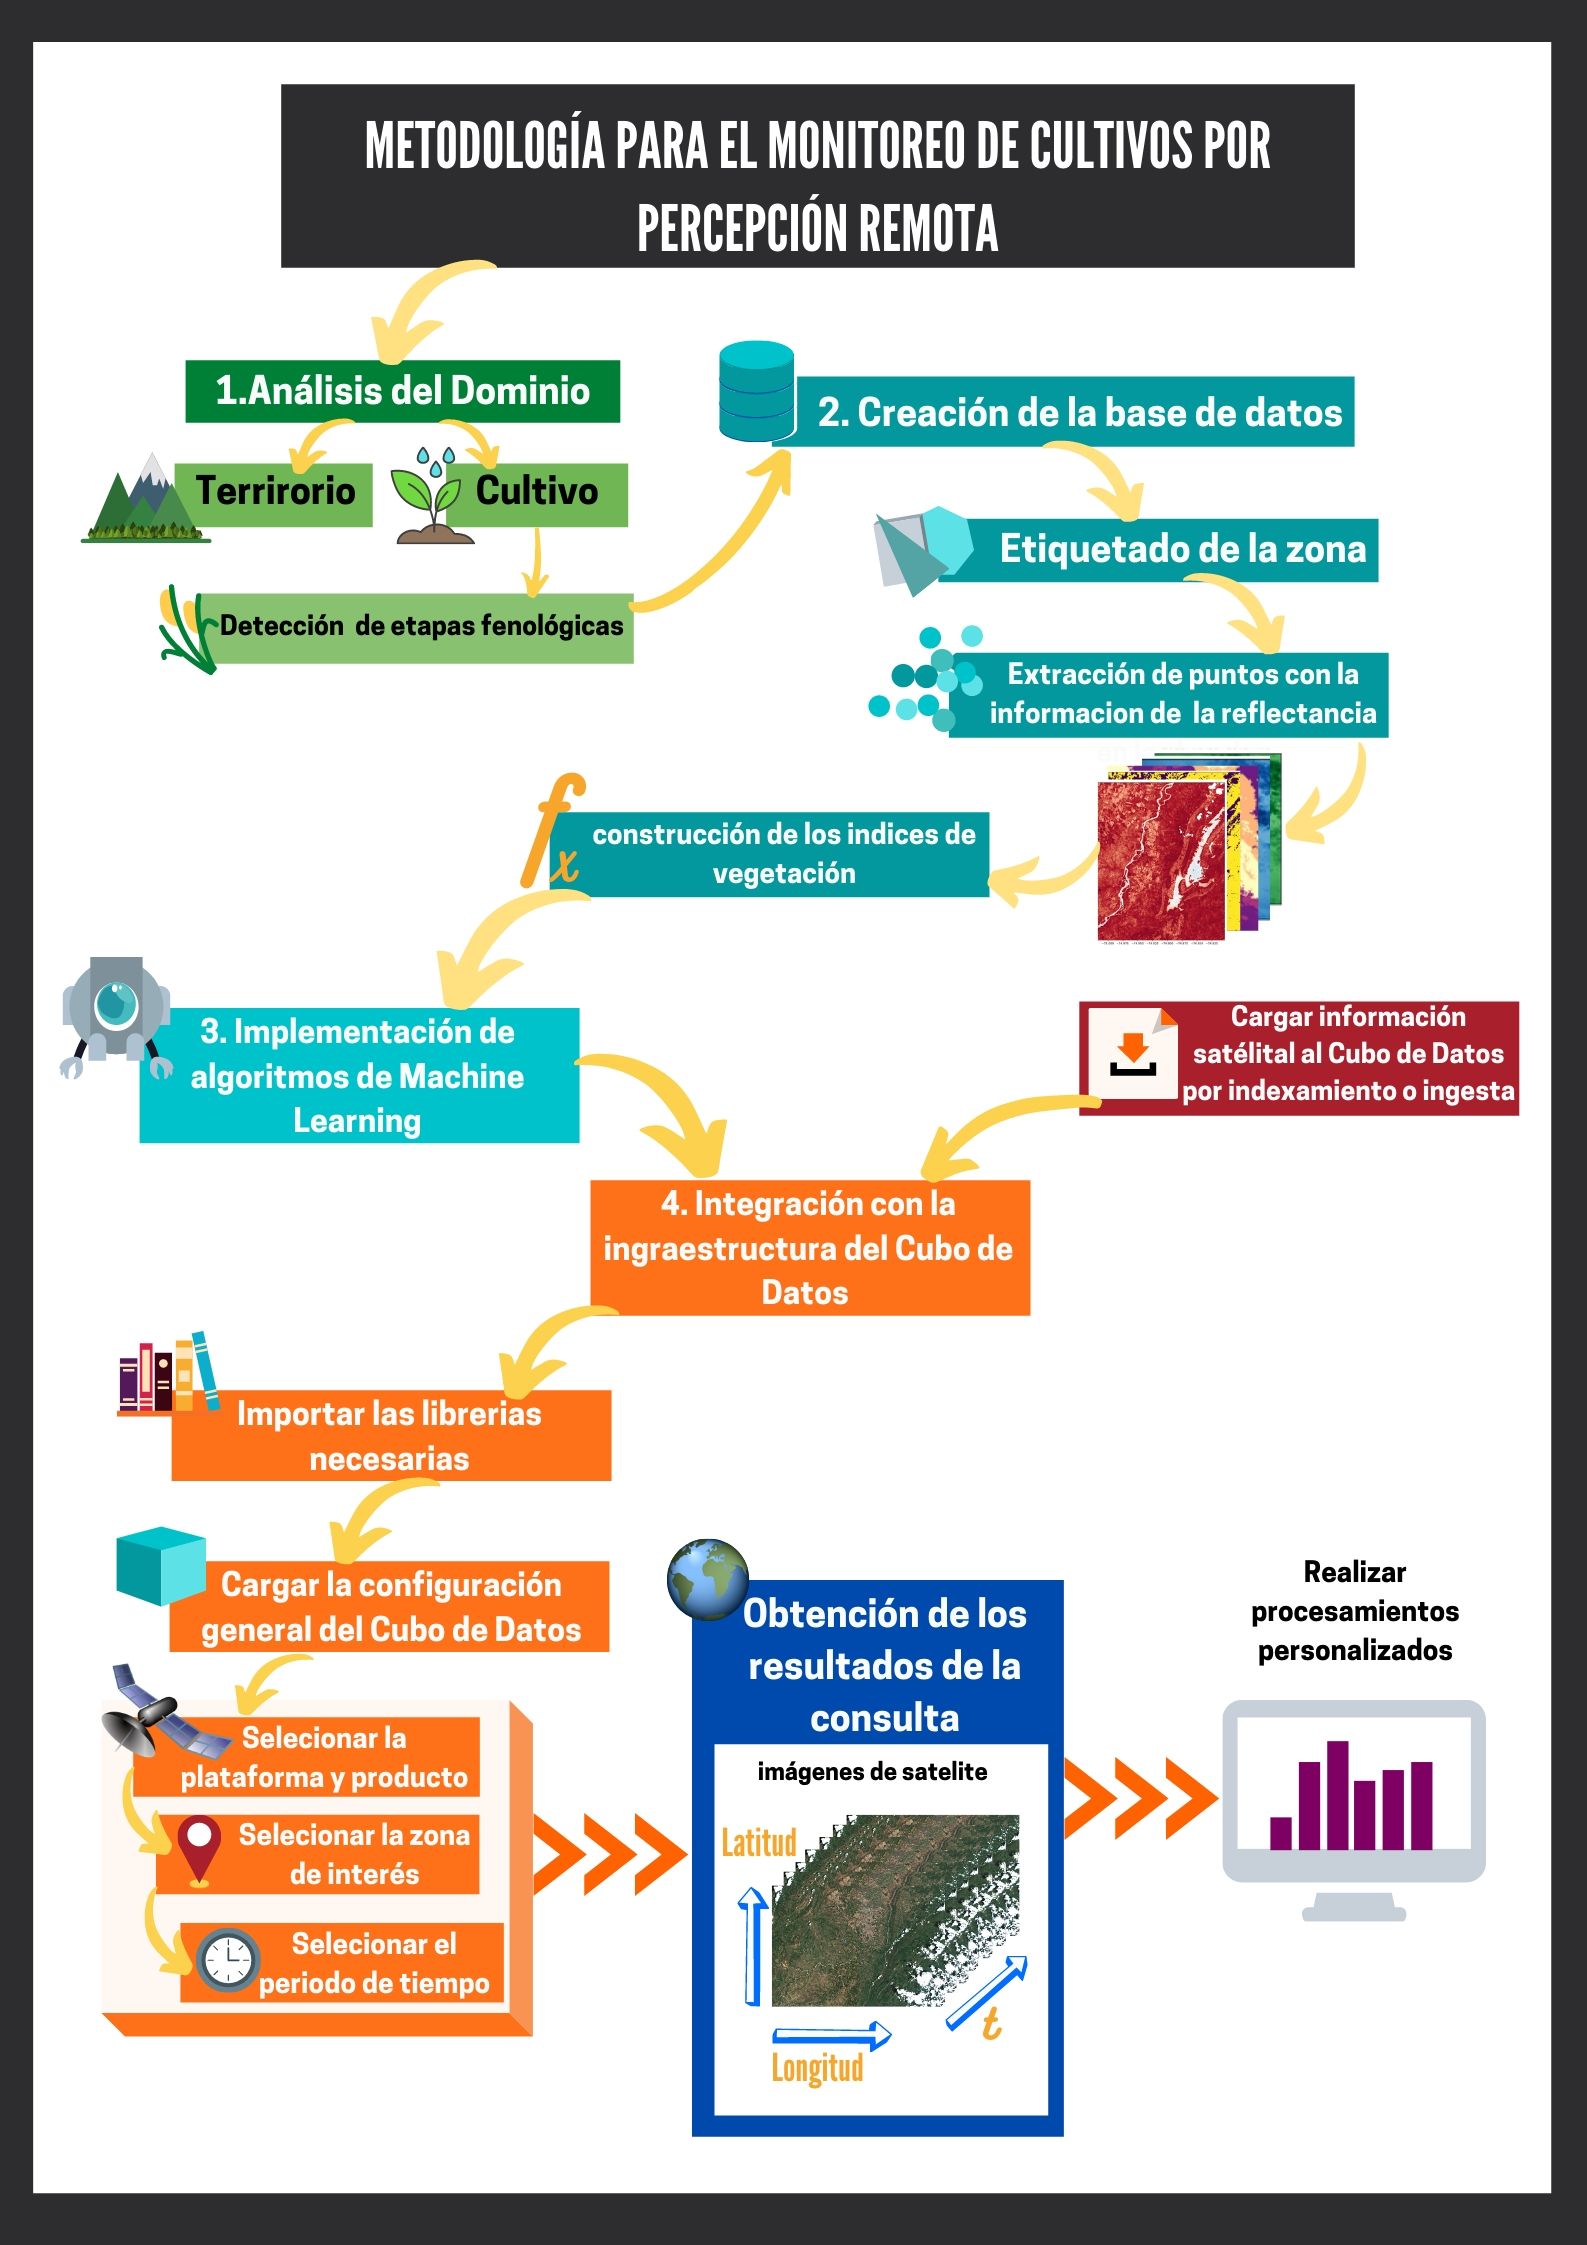 METODOLOGÍA PARA EL MONITOREO DE CULTIVOS POR
PERCEPCIÓN REMOTA
1.Análisis del Dominio
Terrirorio
Cultivo
Detección de etapas fenológicas
2. Creación de la base de datos
Etiquetado de la zona
Extracción de puntos con la
informacion de la reflectancia
construcción de los indices de
vegetación
fx
3. Implementación de
algoritmos de Machine
Learning
Cargar información
satélital al Cubo de Datos
por indexamiento o ingesta
4. Integración con la
ingraestructura del Cubo de
Datos
Importar las librerias
necesarias
Cargar la configuración
general del Cubo de Datos
Selecionar la
plataforma y producto
Selecionar la zona
de interés
Selecionar el
periodo de tiempo
Obtención de los
resultados de la
consulta
imágenes de satelite
Latitud
t
Longitud
Realizar
procesamientos
personalizados